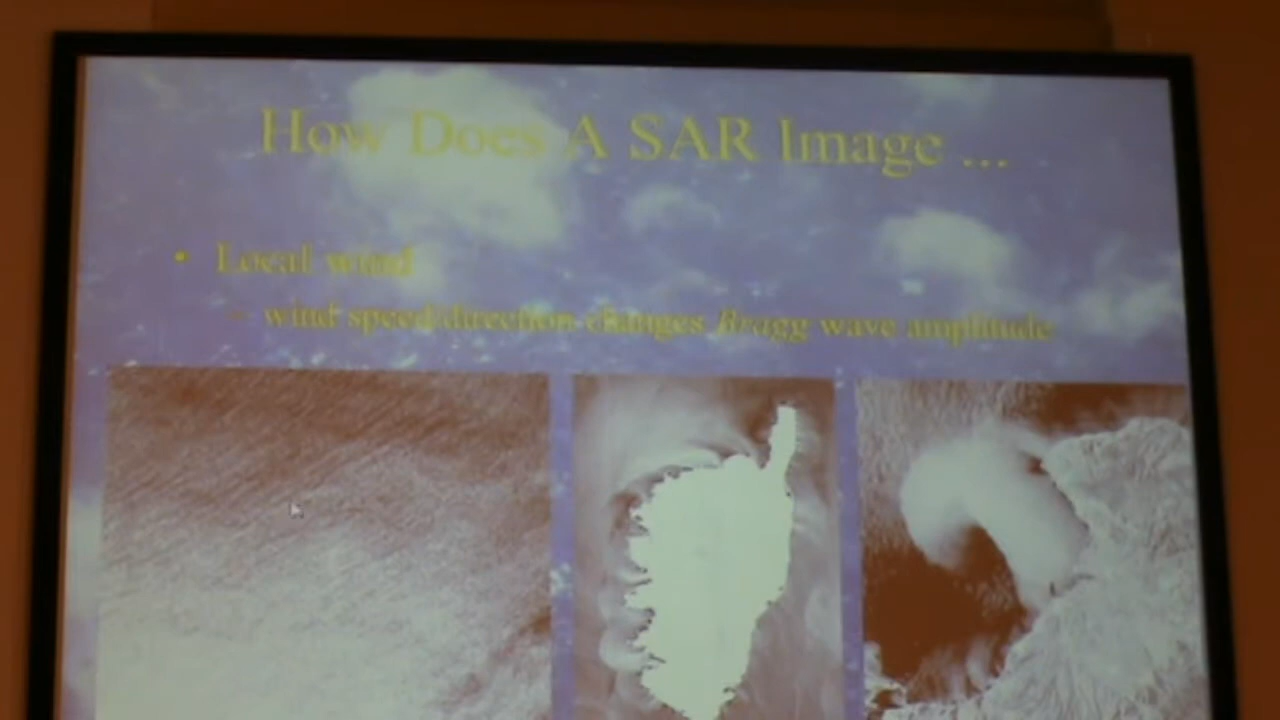 How Does A SAR Image ...
• Local wind
– wind speed/direction changes Bragg wave amplitude